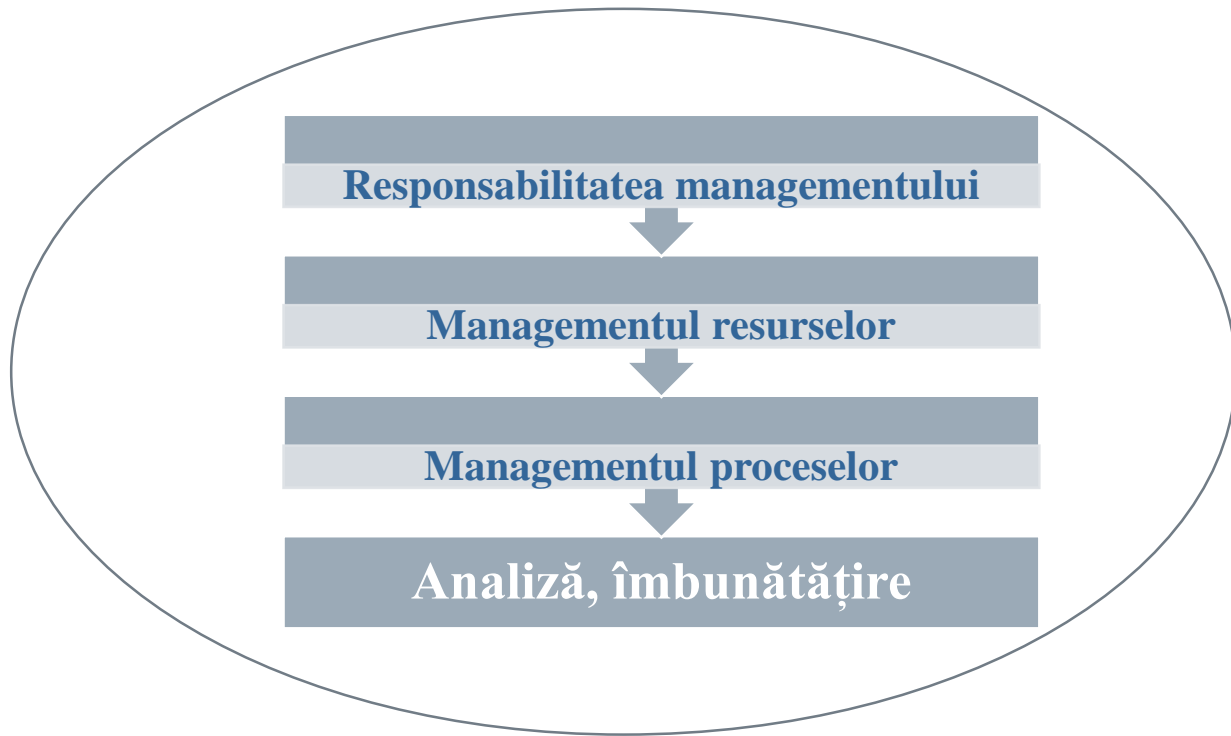 Responsabilitatea managementului
Managementul resurselor
Managementul proceselor
Analiză, îmbunătățire